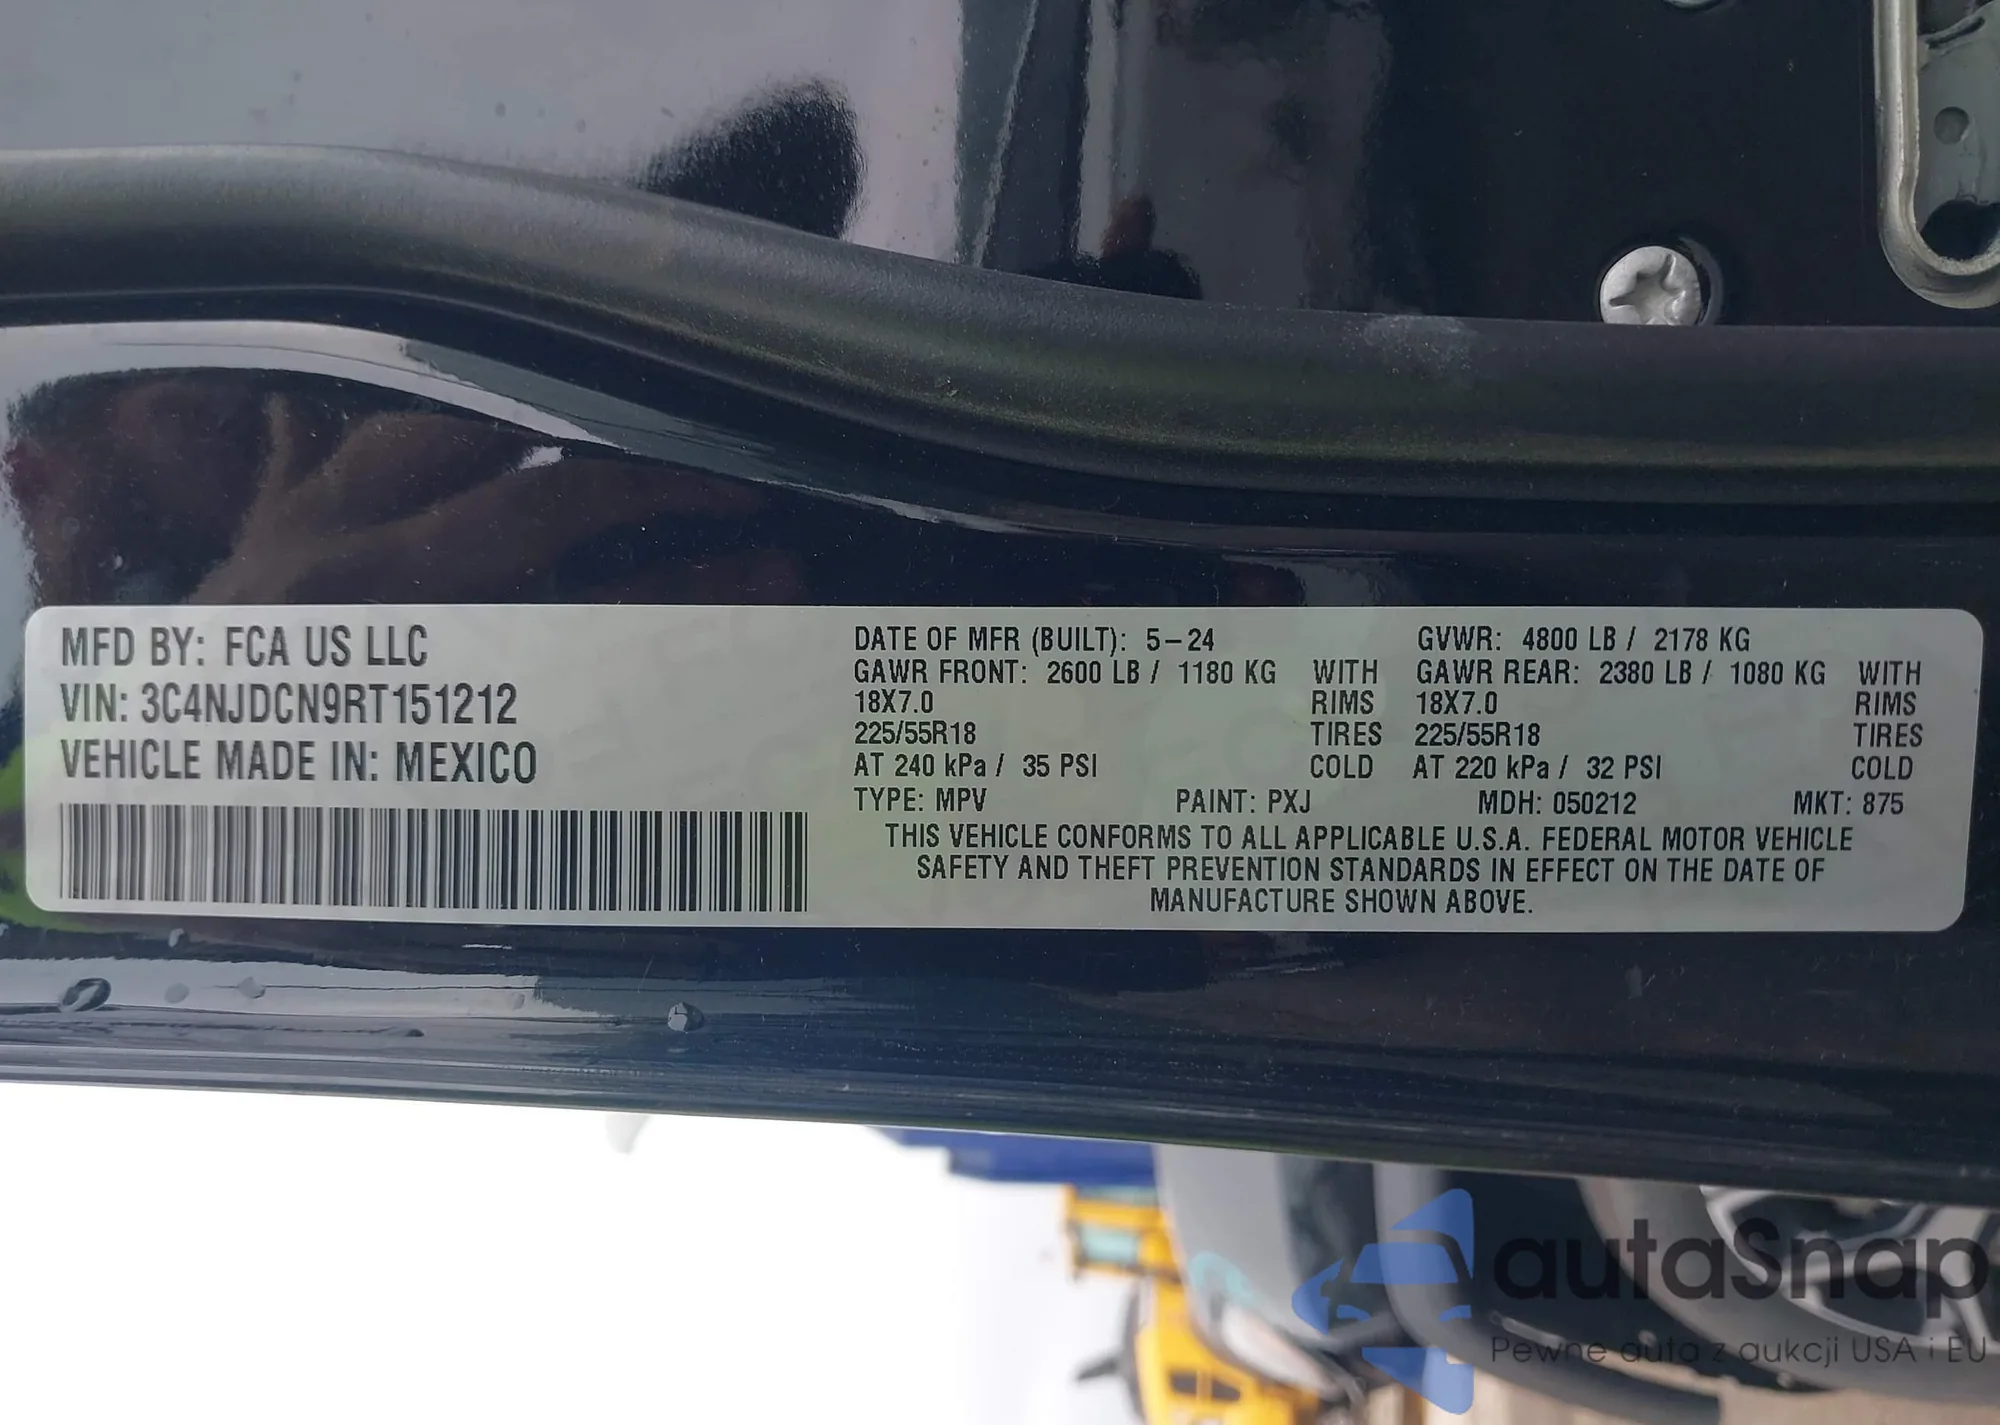 MFD BY: FCA US LLC
VIN: 3C4NJDCN9RT151212
VEHICLE MADE IN: MEXICO
DATE OF MFR (BUILT): 5-24 GVWR: 4800 LB / 2178 KG
GAWR FRONT: 2600 LB / 1180 KG WITH GAWR REAR: 2380 LB / 1080 KG WITH
18X7.0 RIMS 18X7.0 RIMS
225/55R18 TIRES 225/55R18 TIRES
AT 240 kPa / 35 PSI COLD AT 220 kPa / 32 PSI COLD
TYPE: MPV PAINT: PXJ MDH: 050212 MKT: 875
THIS VEHICLE CONFORMS TO ALL APPLICABLE U.S.A. FEDERAL MOTOR VEHICLE
SAFETY AND THEFT PREVENTION STANDARDS IN EFFECT ON THE DATE OF
MANUFACTURE SHOWN ABOVE.
autaSnap
Pewne auta z aukcji USA i EU